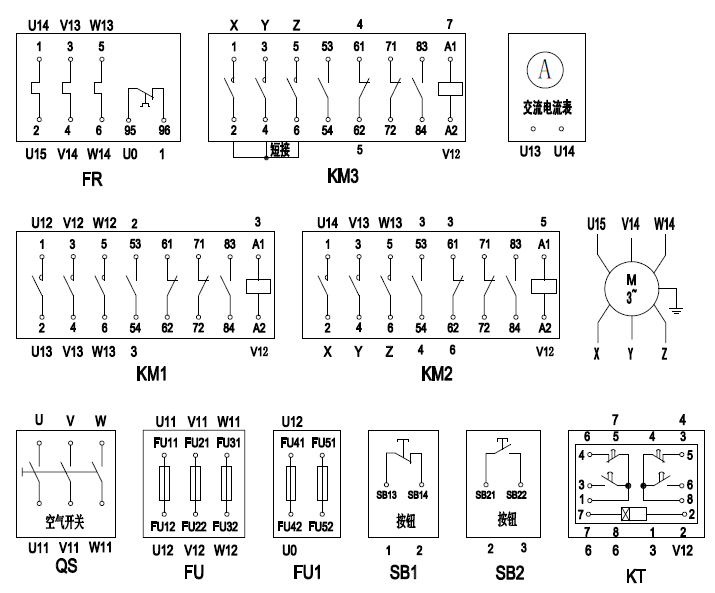 U14 V13 W13
1 3 5
2 4 6 95 96
U15 V14 W14 U0 1
FR
X Y Z 4 7
1 3 5 53 61 71 83 A1
2 4 6 54 62 72 84 A2
短接 5 V12
KM3
A
交流电流表
U13 U14
U12 V12 W12 2 3
1 3 5 53 61 71 83 A1
2 4 6 54 62 72 84 A2
U13 V13 W13 3 V12
KM1
U14 V13 W13 3 3 5
1 3 5 53 61 71 83 A1
2 4 6 54 62 72 84 A2
X Y Z 4 6 V12
KM2
U15 V14 W14
M
3~
X Y Z
U V W
空气开关
U11 V11 W11
QS
U11 V11 W11
FU11 FU21 FU31
FU12 FU22 FU32
U12 V12 W12
FU
U12
FU41 FU51
FU42 FU52
U0
FU1
SB13 SB14
按钮
1 2
SB1
SB21 SB22
按钮
2 3
SB2
7 4
6 5 4 3
4 5
3 6
1 8
7 2
7 8 1 2
6 6 3 V12
KT